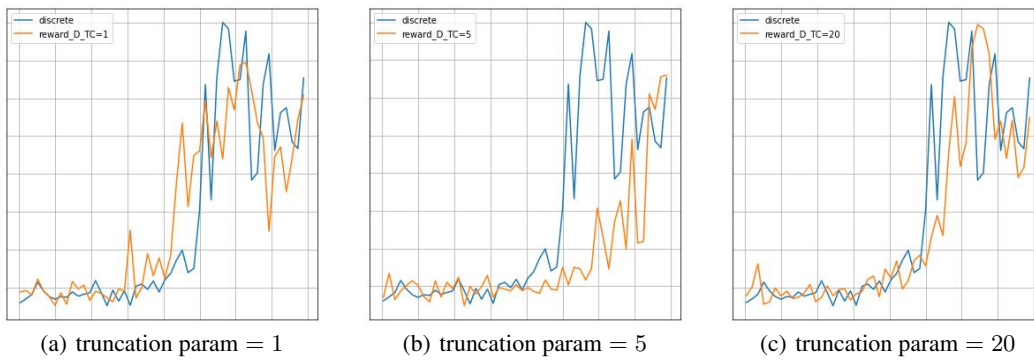 discrete
reward_D_TC=1
discrete
reward_D_TC=5
discrete
reward_D_TC=20
(a) truncation param = 1
(b) truncation param = 5
(c) truncation param = 20